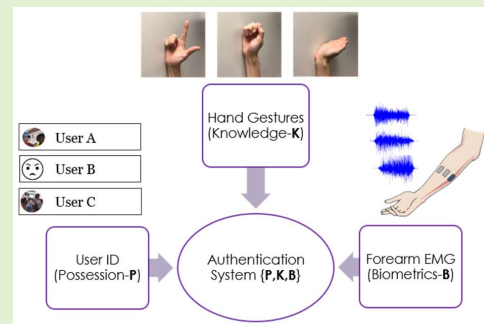 Hand Gestures
(Knowledge-K)
User A
User B
User C
User ID
(Possession-P)
Authentication
System {P,K,B}
Forearm EMG
(Biometrics-B)